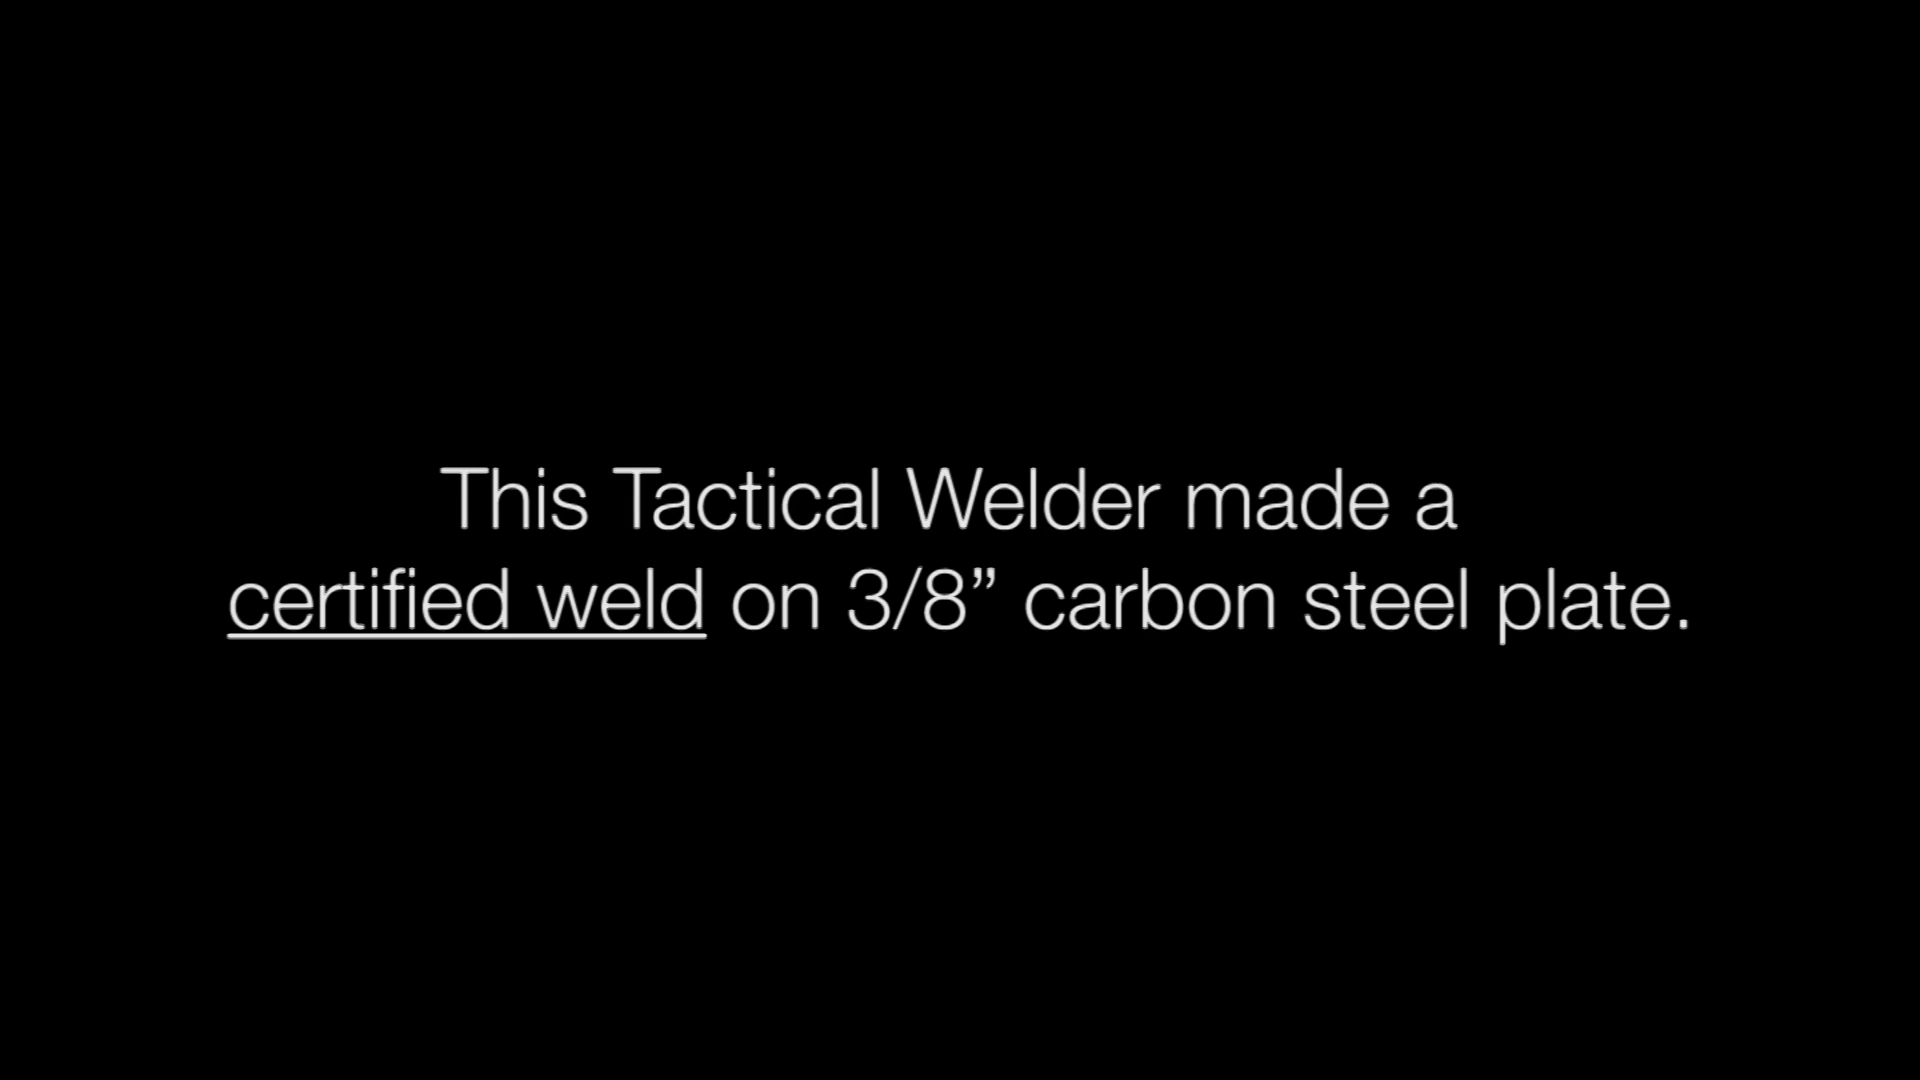 This Tactical Welder made a
certified weld on 3/8” carbon steel plate.